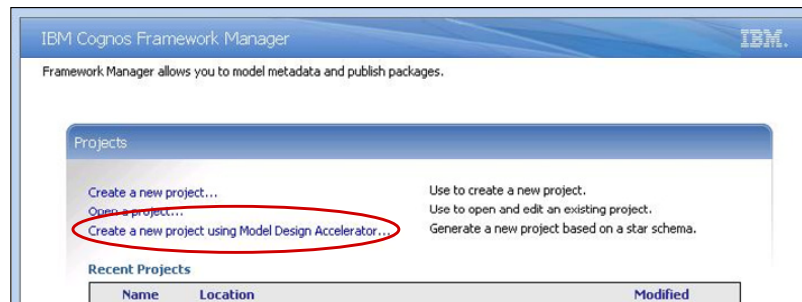 IBM Cognos Framework Manager
IBM.
Framework Manager allows you to model metadata and publish packages.
Projects
Create a new project... Use to create a new project.
Open a project... Use to open and edit an existing project.
Create a new project using Model Design Accelerator... Generate a new project based on a star schema.
Recent Projects
Name Location Modified